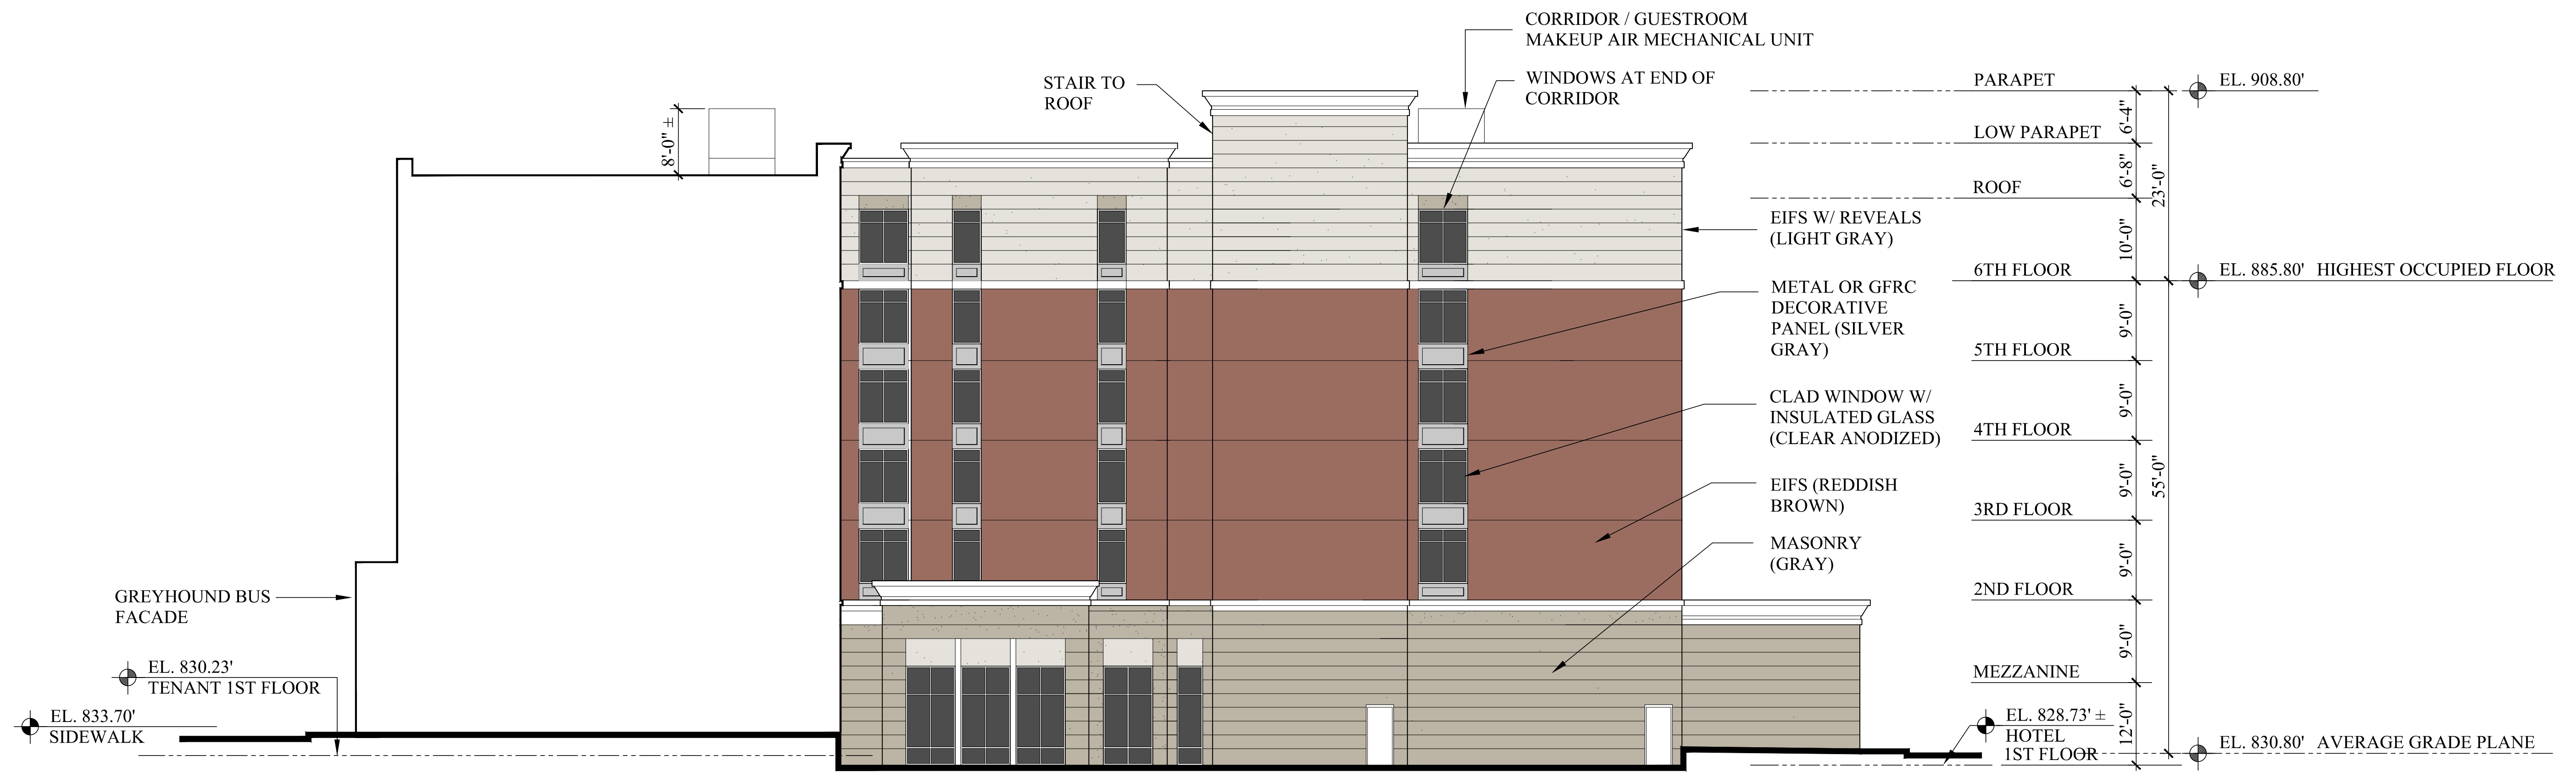 CORRIDOR / GUESTROOM
MAKEUP AIR MECHANICAL UNIT
STAIR TO
ROOF
WINDOWS AT END OF
CORRIDOR
8'-0" ±
PARAPET
EL. 908.80'
6'-4"
LOW PARAPET
6'-8"
ROOF
23'-0"
EIFS W/ REVEALS
(LIGHT GRAY)
10'-0"
6TH FLOOR
EL. 885.80' HIGHEST OCCUPIED FLOOR
METAL OR GFRC
DECORATIVE
PANEL (SILVER
GRAY)
9'-0"
5TH FLOOR
CLAD WINDOW W/
INSULATED GLASS
(CLEAR ANODIZED)
9'-0"
4TH FLOOR
55'-0"
EIFS (REDDISH
BROWN)
9'-0"
3RD FLOOR
MASONRY
(GRAY)
9'-0"
2ND FLOOR
9'-0"
MEZZANINE
12'-0"
EL. 828.73' ±
HOTEL
1ST FLOOR
EL. 830.80' AVERAGE GRADE PLANE
GREYHOUND BUS
FACADE
EL. 830.23'
TENANT 1ST FLOOR
EL. 833.70'
SIDEWALK